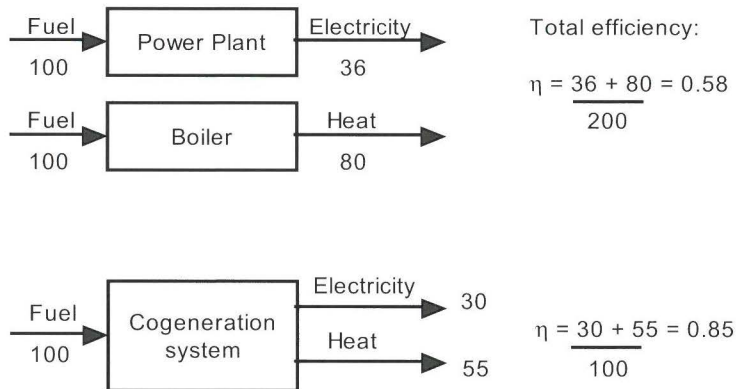 Fuel
100
Power Plant
Electricity
36
Total efficiency:
η = 36 + 80 = 0.58
200
Fuel
100
Boiler
Heat
80
Fuel
100
Cogeneration
system
Electricity
30
Heat
55
η = 30 + 55 = 0.85
100